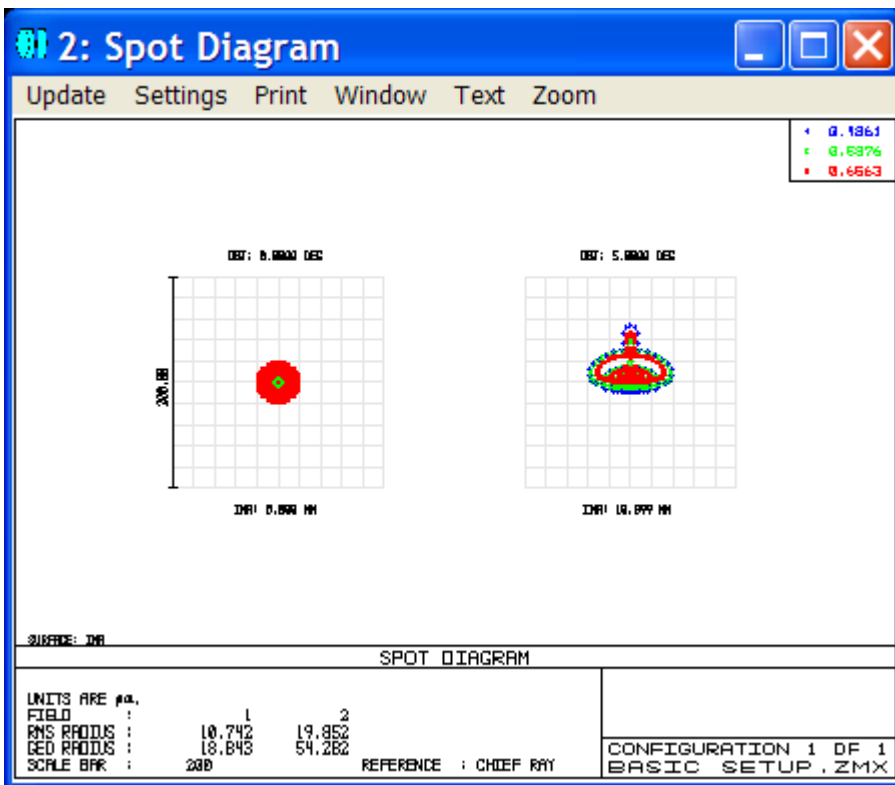 2: Spot Diagram
Update Settings Print Window Text Zoom
0.4861
0.5876
0.6563
OBJ: 0.0000 DEG
OBJ: 5.0000 DEG
200.00
IMA: 0.000 MM
IMA: MM
SURFACE: IMA
SPOT DIAGRAM
UNITS ARE µm.
FIELD : 1 2
RMS RADIUS : 10.742 19.852
GEO RADIUS : 18.843 54.282
SCALE BAR : 200 REFERENCE : CHIEF RAY
CONFIGURATION 1 OF 1
BASIC SETUP.ZMX